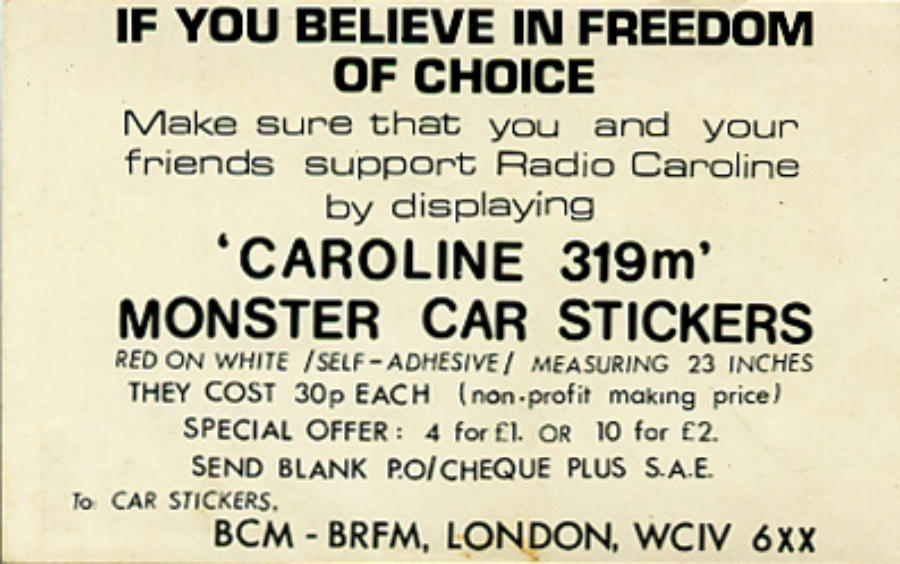 IF YOU BELIEVE IN FREEDOM
OF CHOICE
Make sure that you and your
friends support Radio Caroline
by displaying
'CAROLINE 319m'
MONSTER CAR STICKERS
RED ON WHITE /SELF-ADHESIVE/ MEASURING 23 INCHES
THEY COST 30p EACH (non-profit making price)
SPECIAL OFFER: 4 for £1. OR 10 for £2.
SEND BLANK P.O/CHEQUE PLUS S.A.E.
To: CAR STICKERS,
BCM - BRFM, LONDON, WCIV 6XX